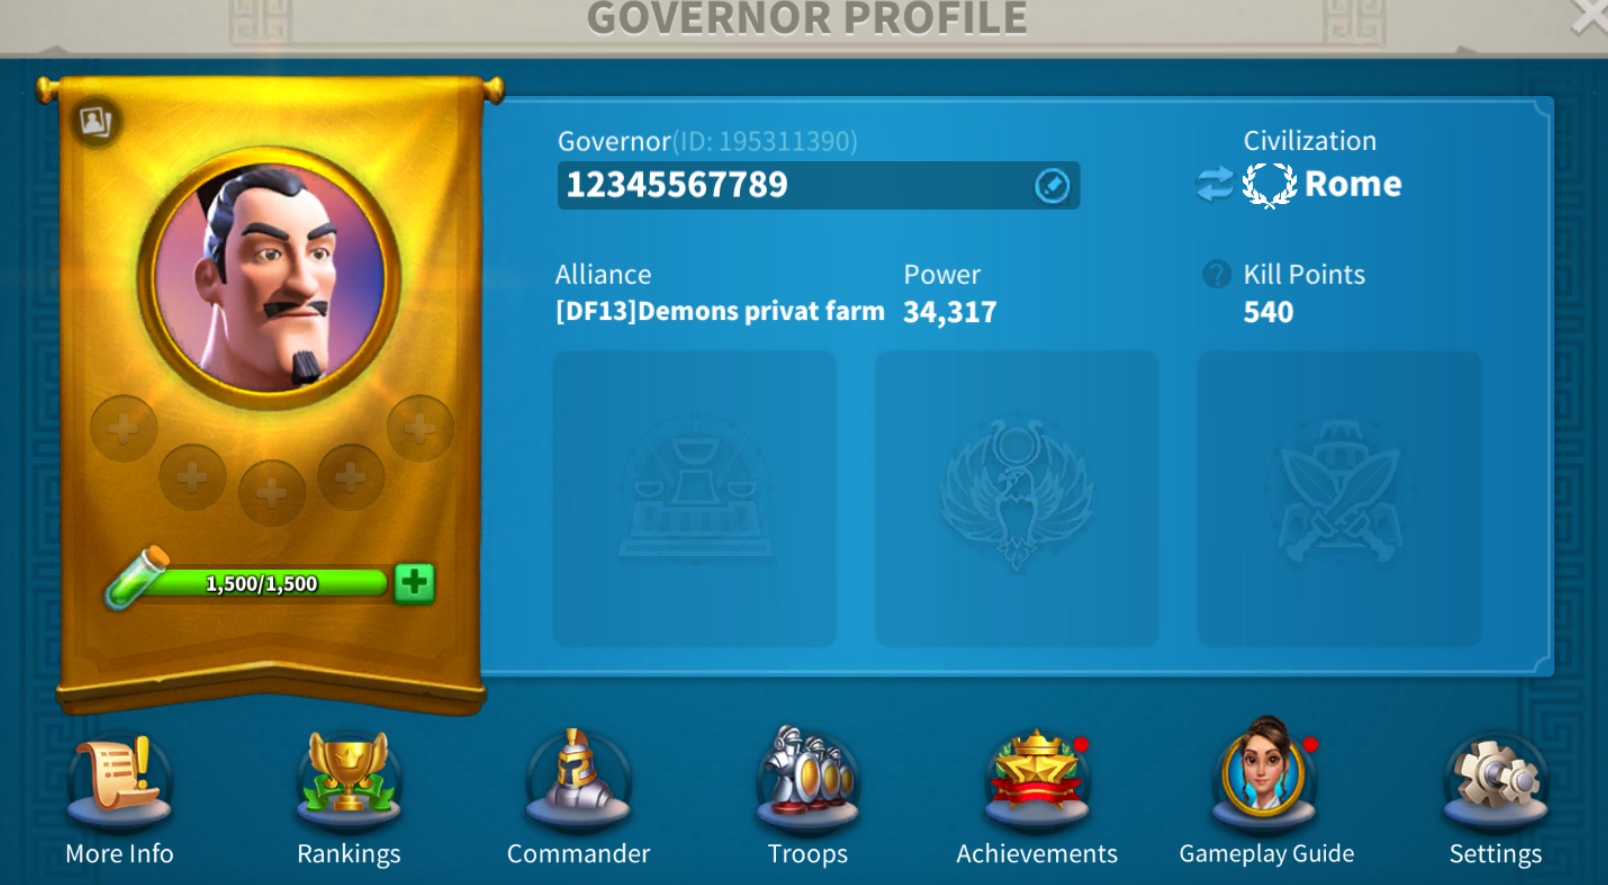 GOVERNOR PROFILE
Governor(ID: 195311390)
12345567789
Civilization
Rome
Alliance
[DF13]Demons privat farm
Power
34,317
Kill Points
540
1,500/1,500
More Info
Rankings
Commander
Troops
Achievements
Gameplay Guide
Settings